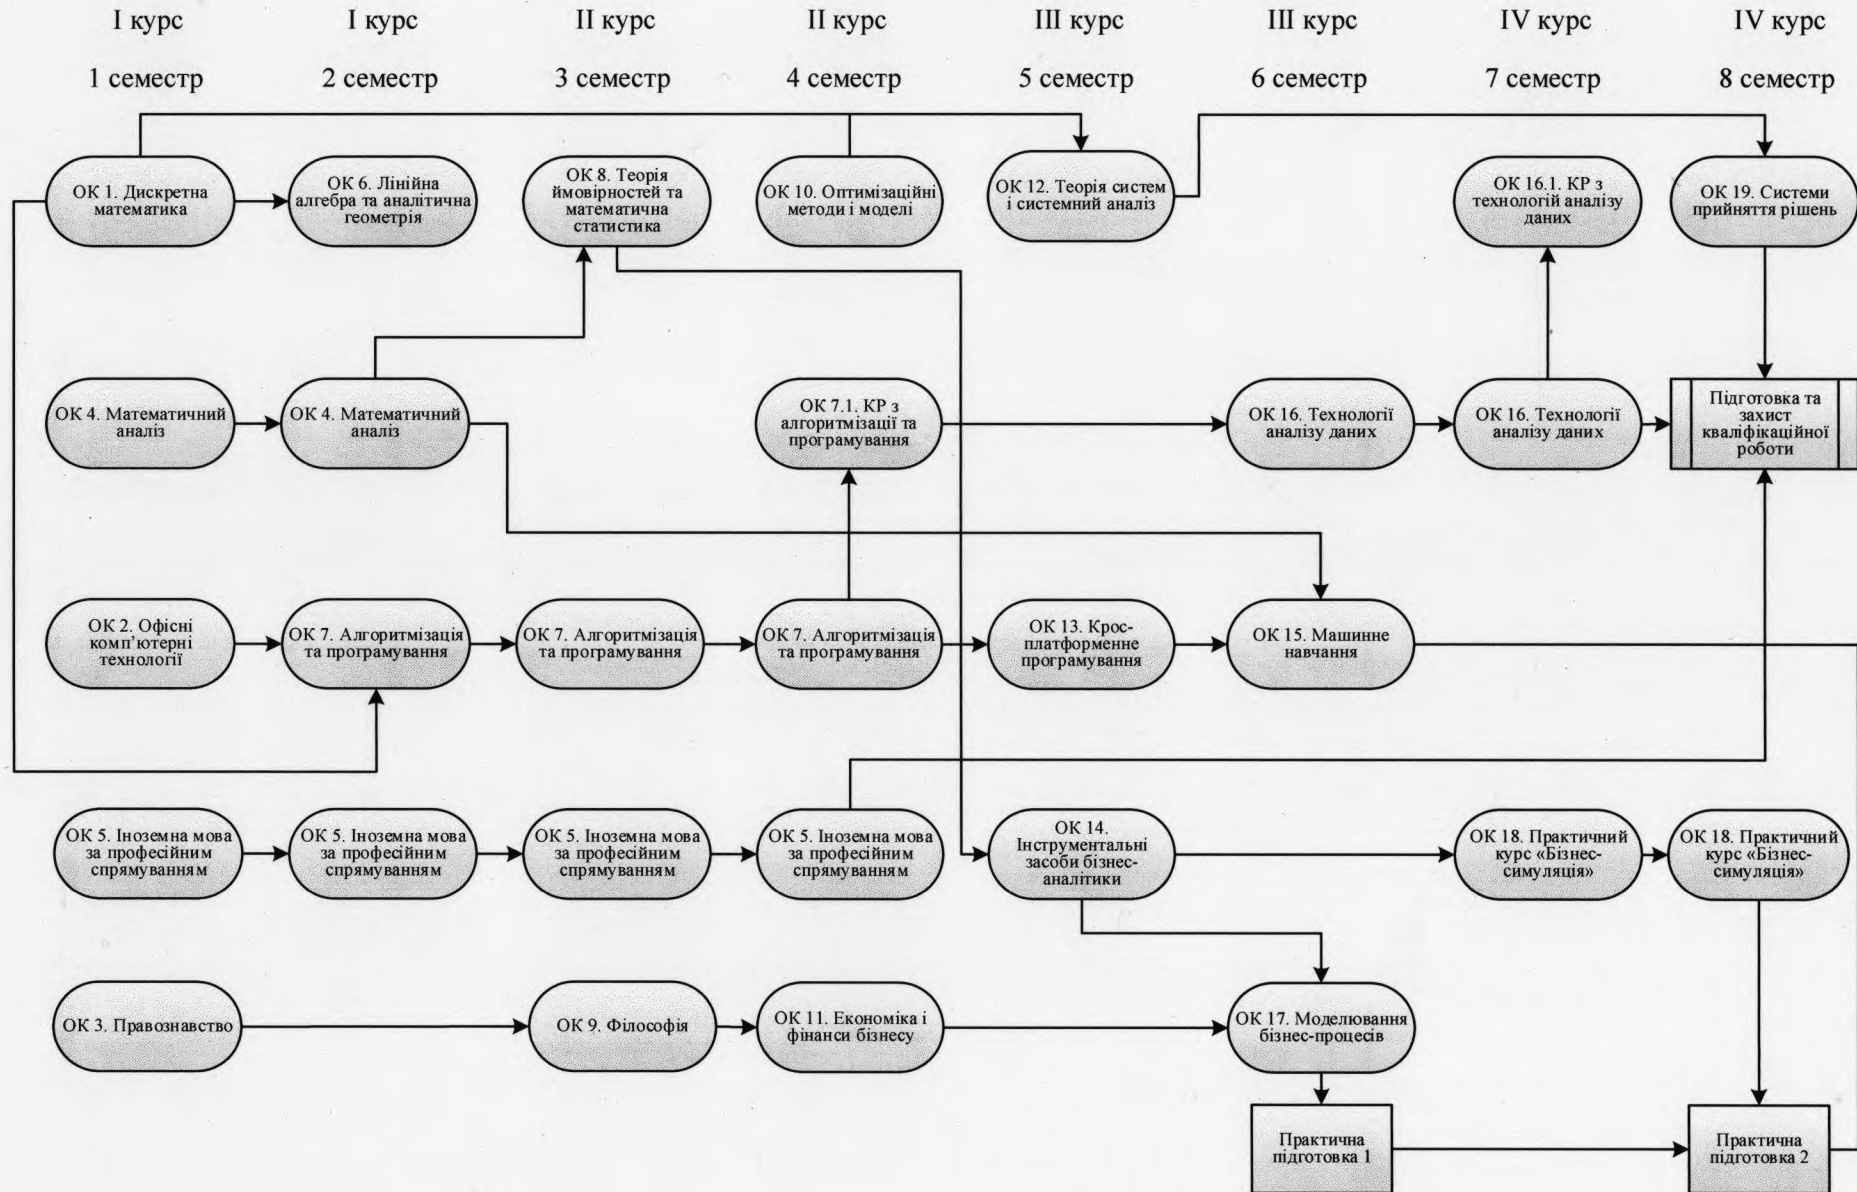 I курс
I курс
II курс
II курс
III курс
III курс
IV курс
IV курс
1 семестр
2 семестр
3 семестр
4 семестр
5 семестр
6 семестр
7 семестр
8 семестр
ОК 1. Дискретна
математика
ОК 6. Лінійна
алгебра та аналітична
геометрія
ОК 8. Теорія
ймовірностей та
математична
статистика
ОК 10. Оптимізаційні
методи і моделі
ОК 12. Теорія систем
і системний аналіз
ОК 16.1. КР з
технологій аналізу
даних
ОК 19. Системи
прийняття рішень
ОК 4. Математичний
аналіз
ОК 4. Математичний
аналіз
ОК 7.1. КР з
алгоритмізації та
програмування
ОК 16. Технології
аналізу даних
ОК 16. Технології
аналізу даних
Підготовка та
захист
кваліфікаційної
роботи
ОК 2. Офісні
комп’ютерні
технології
ОК 7. Алгоритмізація
та програмування
ОК 7. Алгоритмізація
та програмування
ОК 7. Алгоритмізація
та програмування
ОК 13. Крос-
платформенне
програмування
ОК 15. Машинне
навчання
ОК 5. Іноземна мова
за професійним
спрямуванням
ОК 5. Іноземна мова
за професійним
спрямуванням
ОК 5. Іноземна мова
за професійним
спрямуванням
ОК 5. Іноземна мова
за професійним
спрямуванням
ОК 14.
Інструментальні
засоби бізнес-
аналітики
ОК 18. Практичний
курс «Бізнес-
симуляція»
ОК 18. Практичний
курс «Бізнес-
симуляція»
ОК 3. Правознавство
ОК 9. Філософія
ОК 11. Економіка і
фінанси бізнесу
ОК 17. Моделювання
бізнес-процесів
Практична
підготовка 1
Практична
підготовка 2